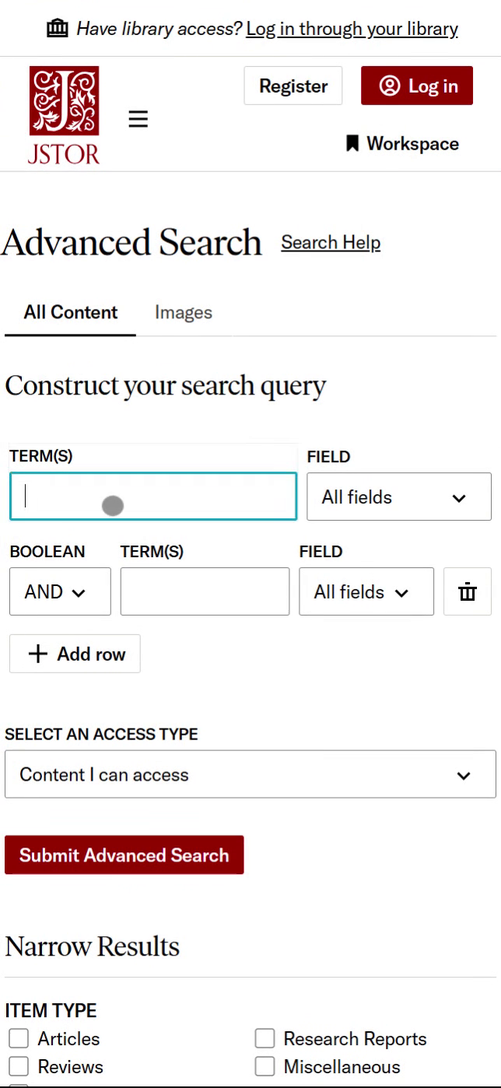 Have library access? Log in through your library
Register
Log in
JSTOR
Workspace
Advanced Search
Search Help
All Content
Images
Construct your search query
TERM(S)
FIELD
All fields
BOOLEAN
TERM(S)
FIELD
AND
All fields
+ Add row
SELECT AN ACCESS TYPE
Content I can access
Submit Advanced Search
Narrow Results
ITEM TYPE
Articles
Research Reports
Reviews
Miscellaneous